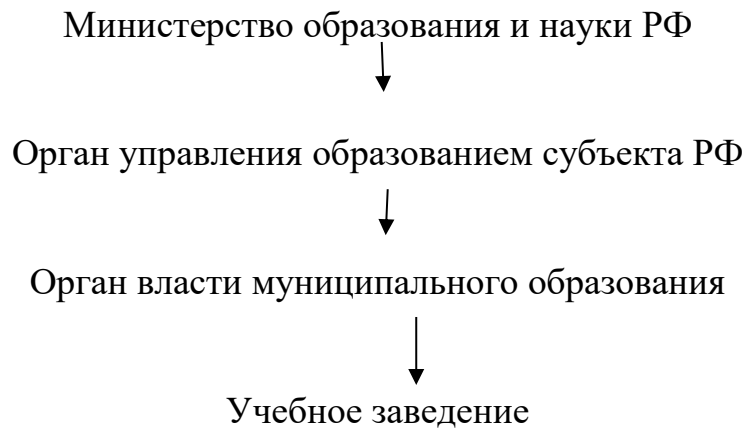 Министерство образования и науки РФ
Орган управления образованием субъекта РФ
Орган власти муниципального образования
Учебное заведение